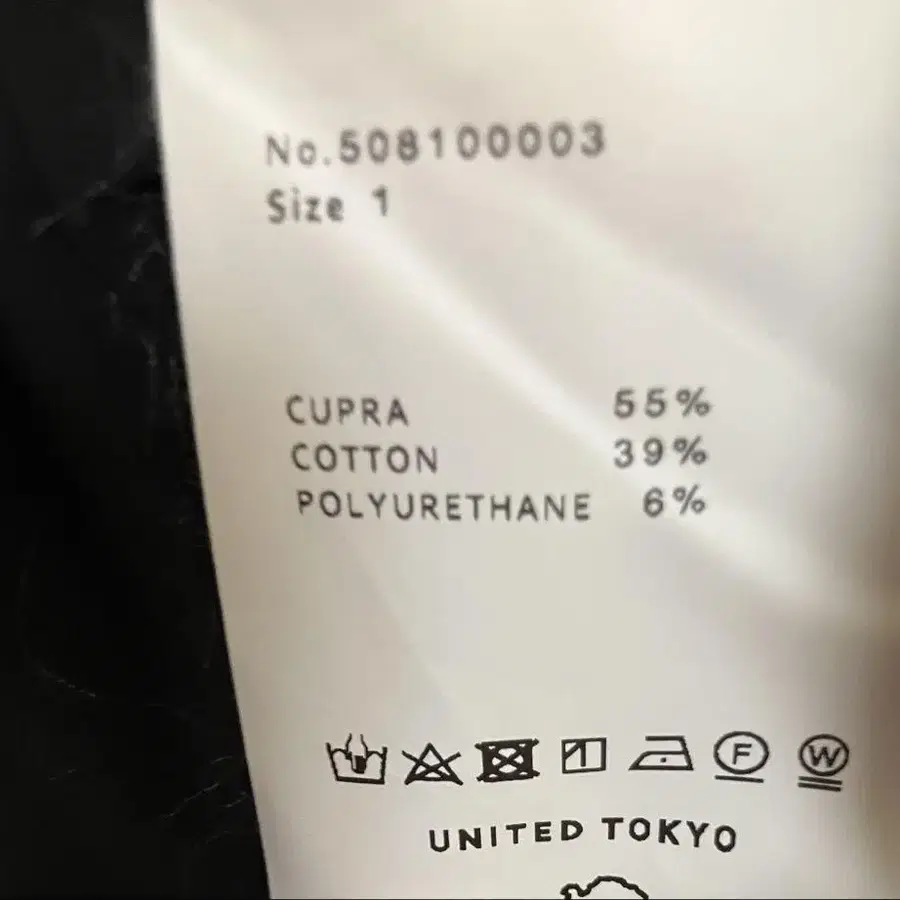 No.508100003
Size 1
CUPRA 55%
COTTON 39%
POLYURETHANE 6%
F W
UNITED TOKYO